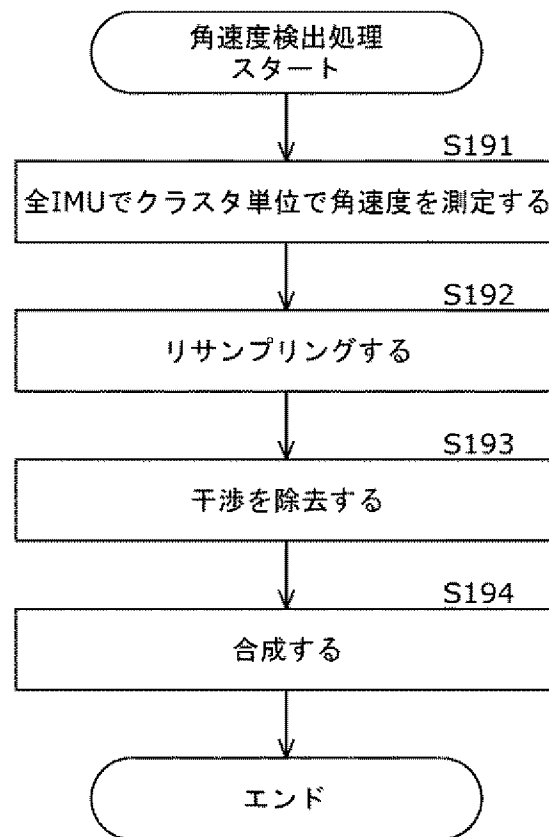 角速度検出処理
スタート
S191
全IMUでクラスタ単位で角速度を測定する
S192
リサンプリングする
S193
干渉を除去する
S194
合成する
エンド